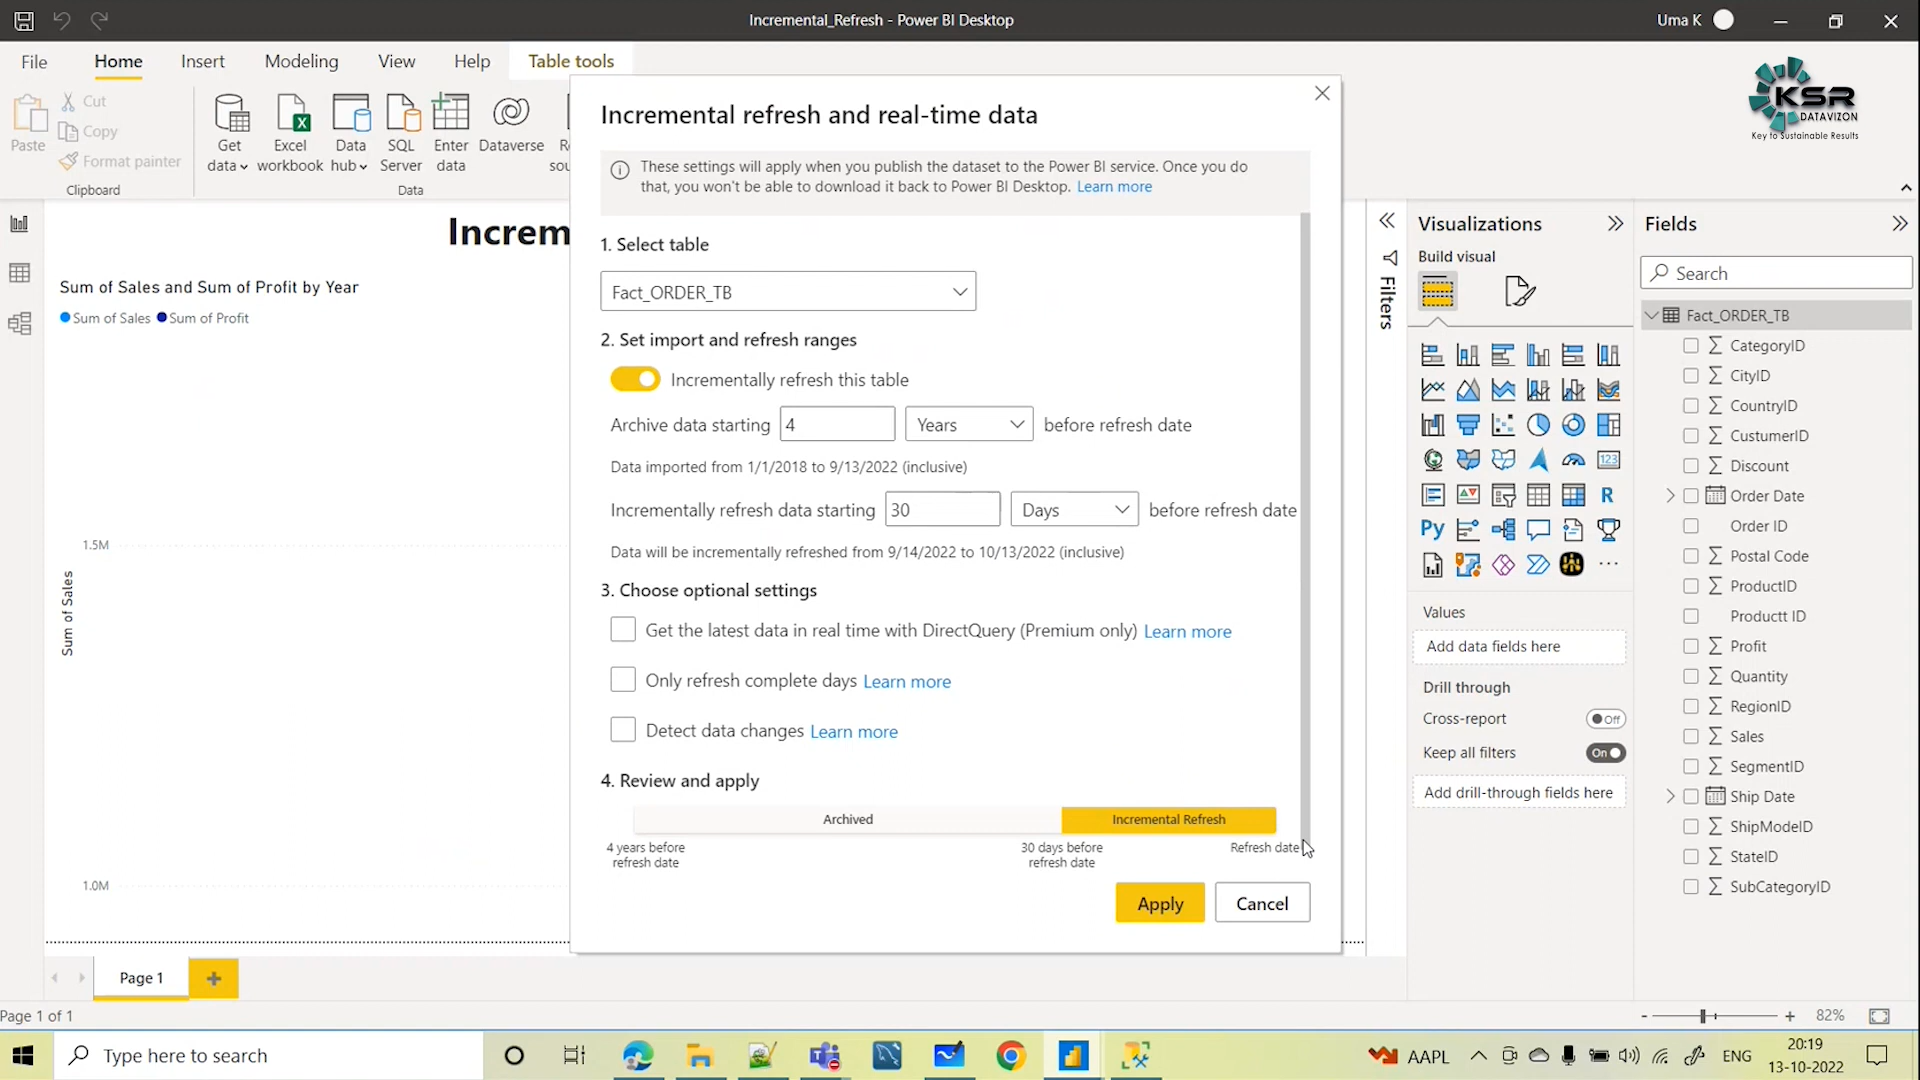 Incremental_Refresh - Power BI Desktop
Uma K
File
Home
Insert
Modeling
View
Help
Table tools
Paste
Cut
Copy
Format painter
Clipboard
Get data
Excel workbook
Data hub
SQL Server
Enter data
Dataverse
Data
KSR
DATAVIZON
Key to Sustainable Results
Increm
Sum of Sales and Sum of Profit by Year
Sum of Sales
Sum of Profit
1.5M
Sum of Sales
1.0M
Incremental refresh and real-time data
These settings will apply when you publish the dataset to the Power BI service. Once you do
that, you won't be able to download it back to Power BI Desktop. Learn more
1. Select table
Fact_ORDER_TB
2. Set import and refresh ranges
Incrementally refresh this table
Archive data starting 4 Years before refresh date
Data imported from 1/1/2018 to 9/13/2022 (inclusive)
Incrementally refresh data starting 30 Days before refresh date
Data will be incrementally refreshed from 9/14/2022 to 10/13/2022 (inclusive)
3. Choose optional settings
Get the latest data in real time with DirectQuery (Premium only) Learn more
Only refresh complete days Learn more
Detect data changes Learn more
4. Review and apply
Archived
Incremental Refresh
4 years before
refresh date
30 days before
refresh date
Refresh date
Apply
Cancel
Filters
Visualizations
Build visual
R
Py
123
Values
Add data fields here
Drill through
Cross-report
Off
Keep all filters
On
Add drill-through fields here
Fields
Search
Fact_ORDER_TB
CategoryID
CityID
CountryID
CustumerID
Discount
Order Date
Order ID
Postal Code
ProductID
Productt ID
Profit
Quantity
RegionID
Sales
SegmentID
Ship Date
ShipModeID
StateID
SubCategoryID
Page 1
Page 1 of 1
82%
Type here to search
AAPL
ENG
20:19
13-10-2022